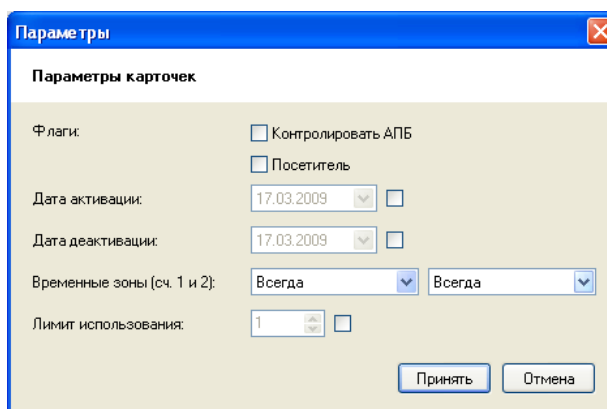 Параметры
Параметры карточек
Флаги: Контролировать АПБ
Посетитель
Дата активации: 17.03.2009
Дата деактивации: 17.03.2009
Временные зоны (сч. 1 и 2): Всегда Всегда
Лимит использования: 1
Принять Отмена